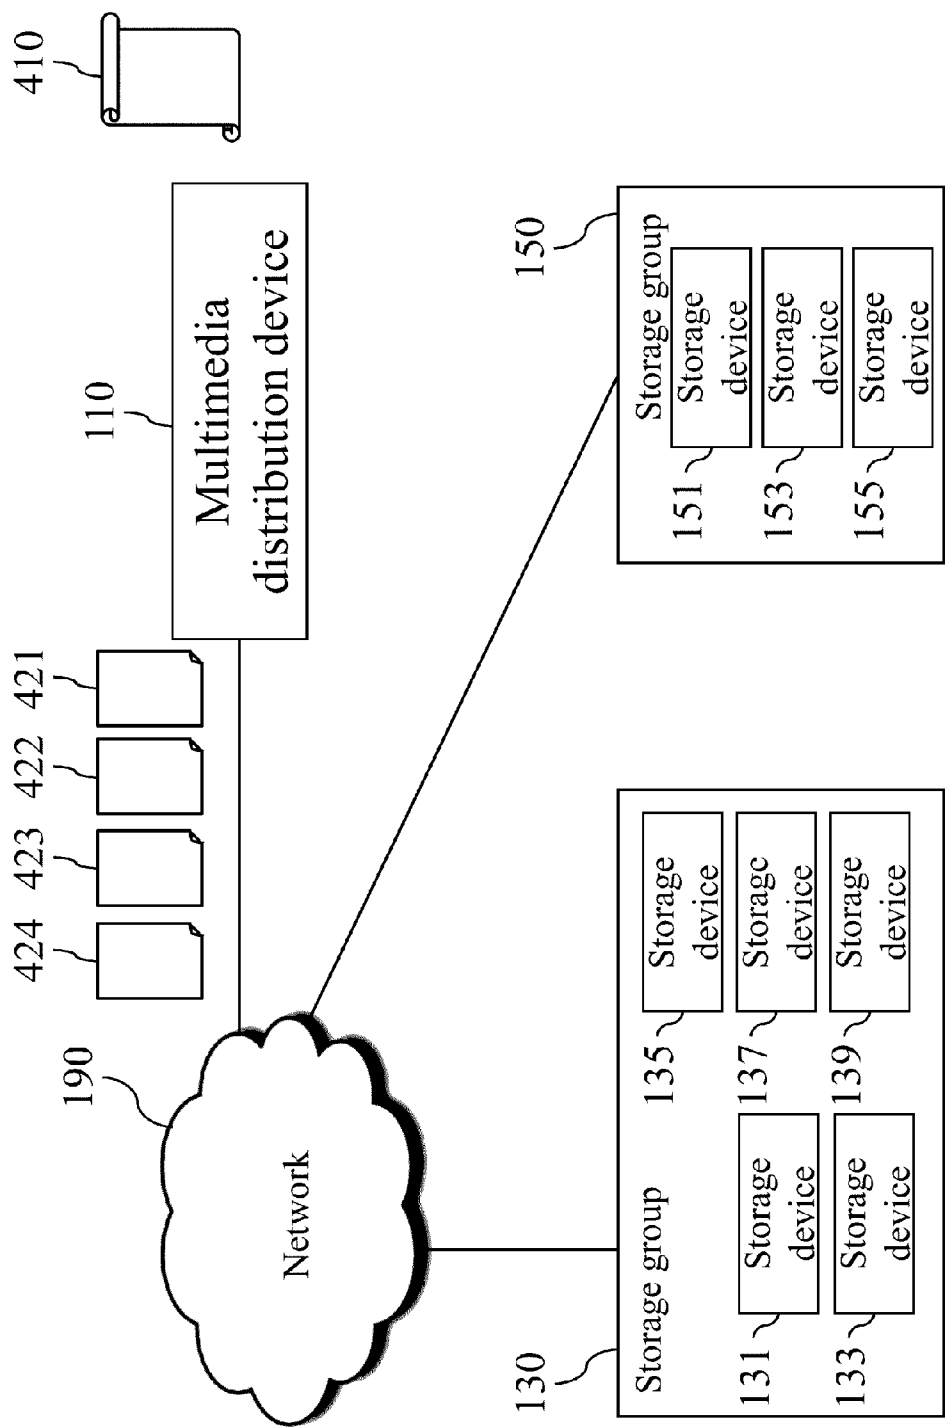 424
423
422
421
410
190
110
Multimedia
distribution device
Network
130
Storage group
131
Storage
device
133
Storage
device
135
Storage
device
137
Storagc
device
139
Storage
device
150
Storage group
151
Storage
device
153
Storage
device
155
Storage
device